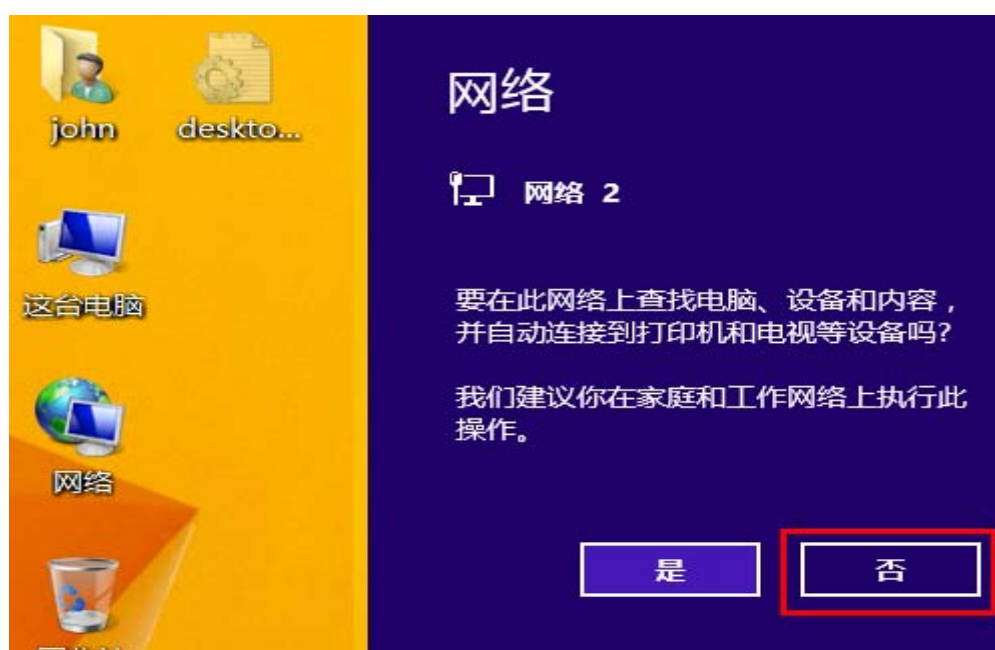 john
deskto...
这台电脑
网络
网络
网络 2
要在此网络上查找电脑、设备和内容，
并自动连接到打印机和电视等设备吗?
我们建议你在家庭和工作网络上执行此
操作。
是
否